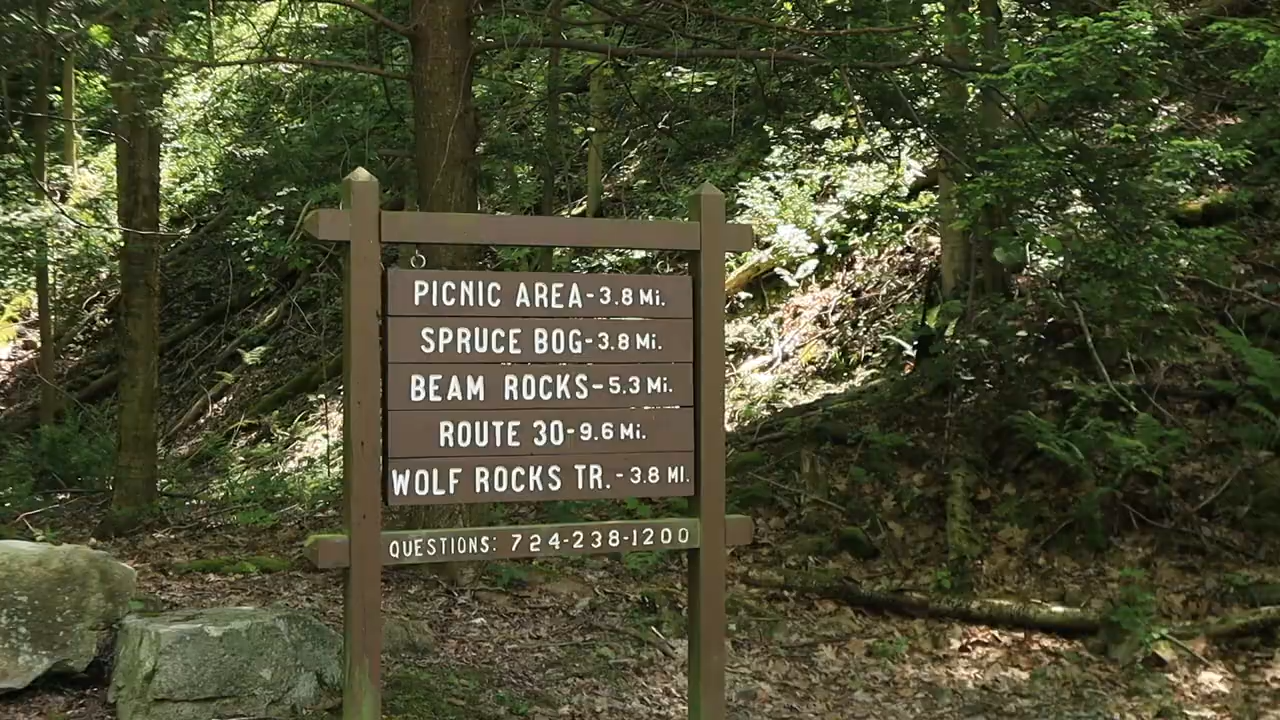 PICNIC AREA-3.8 Mi.
SPRUCE BOG-3.8 Mi.
BEAM ROCKS-5.3 Mi.
ROUTE 30-9.6 Mi.
WOLF ROCKS TR.-3.8 MI.
QUESTIONS: 724-238-1200